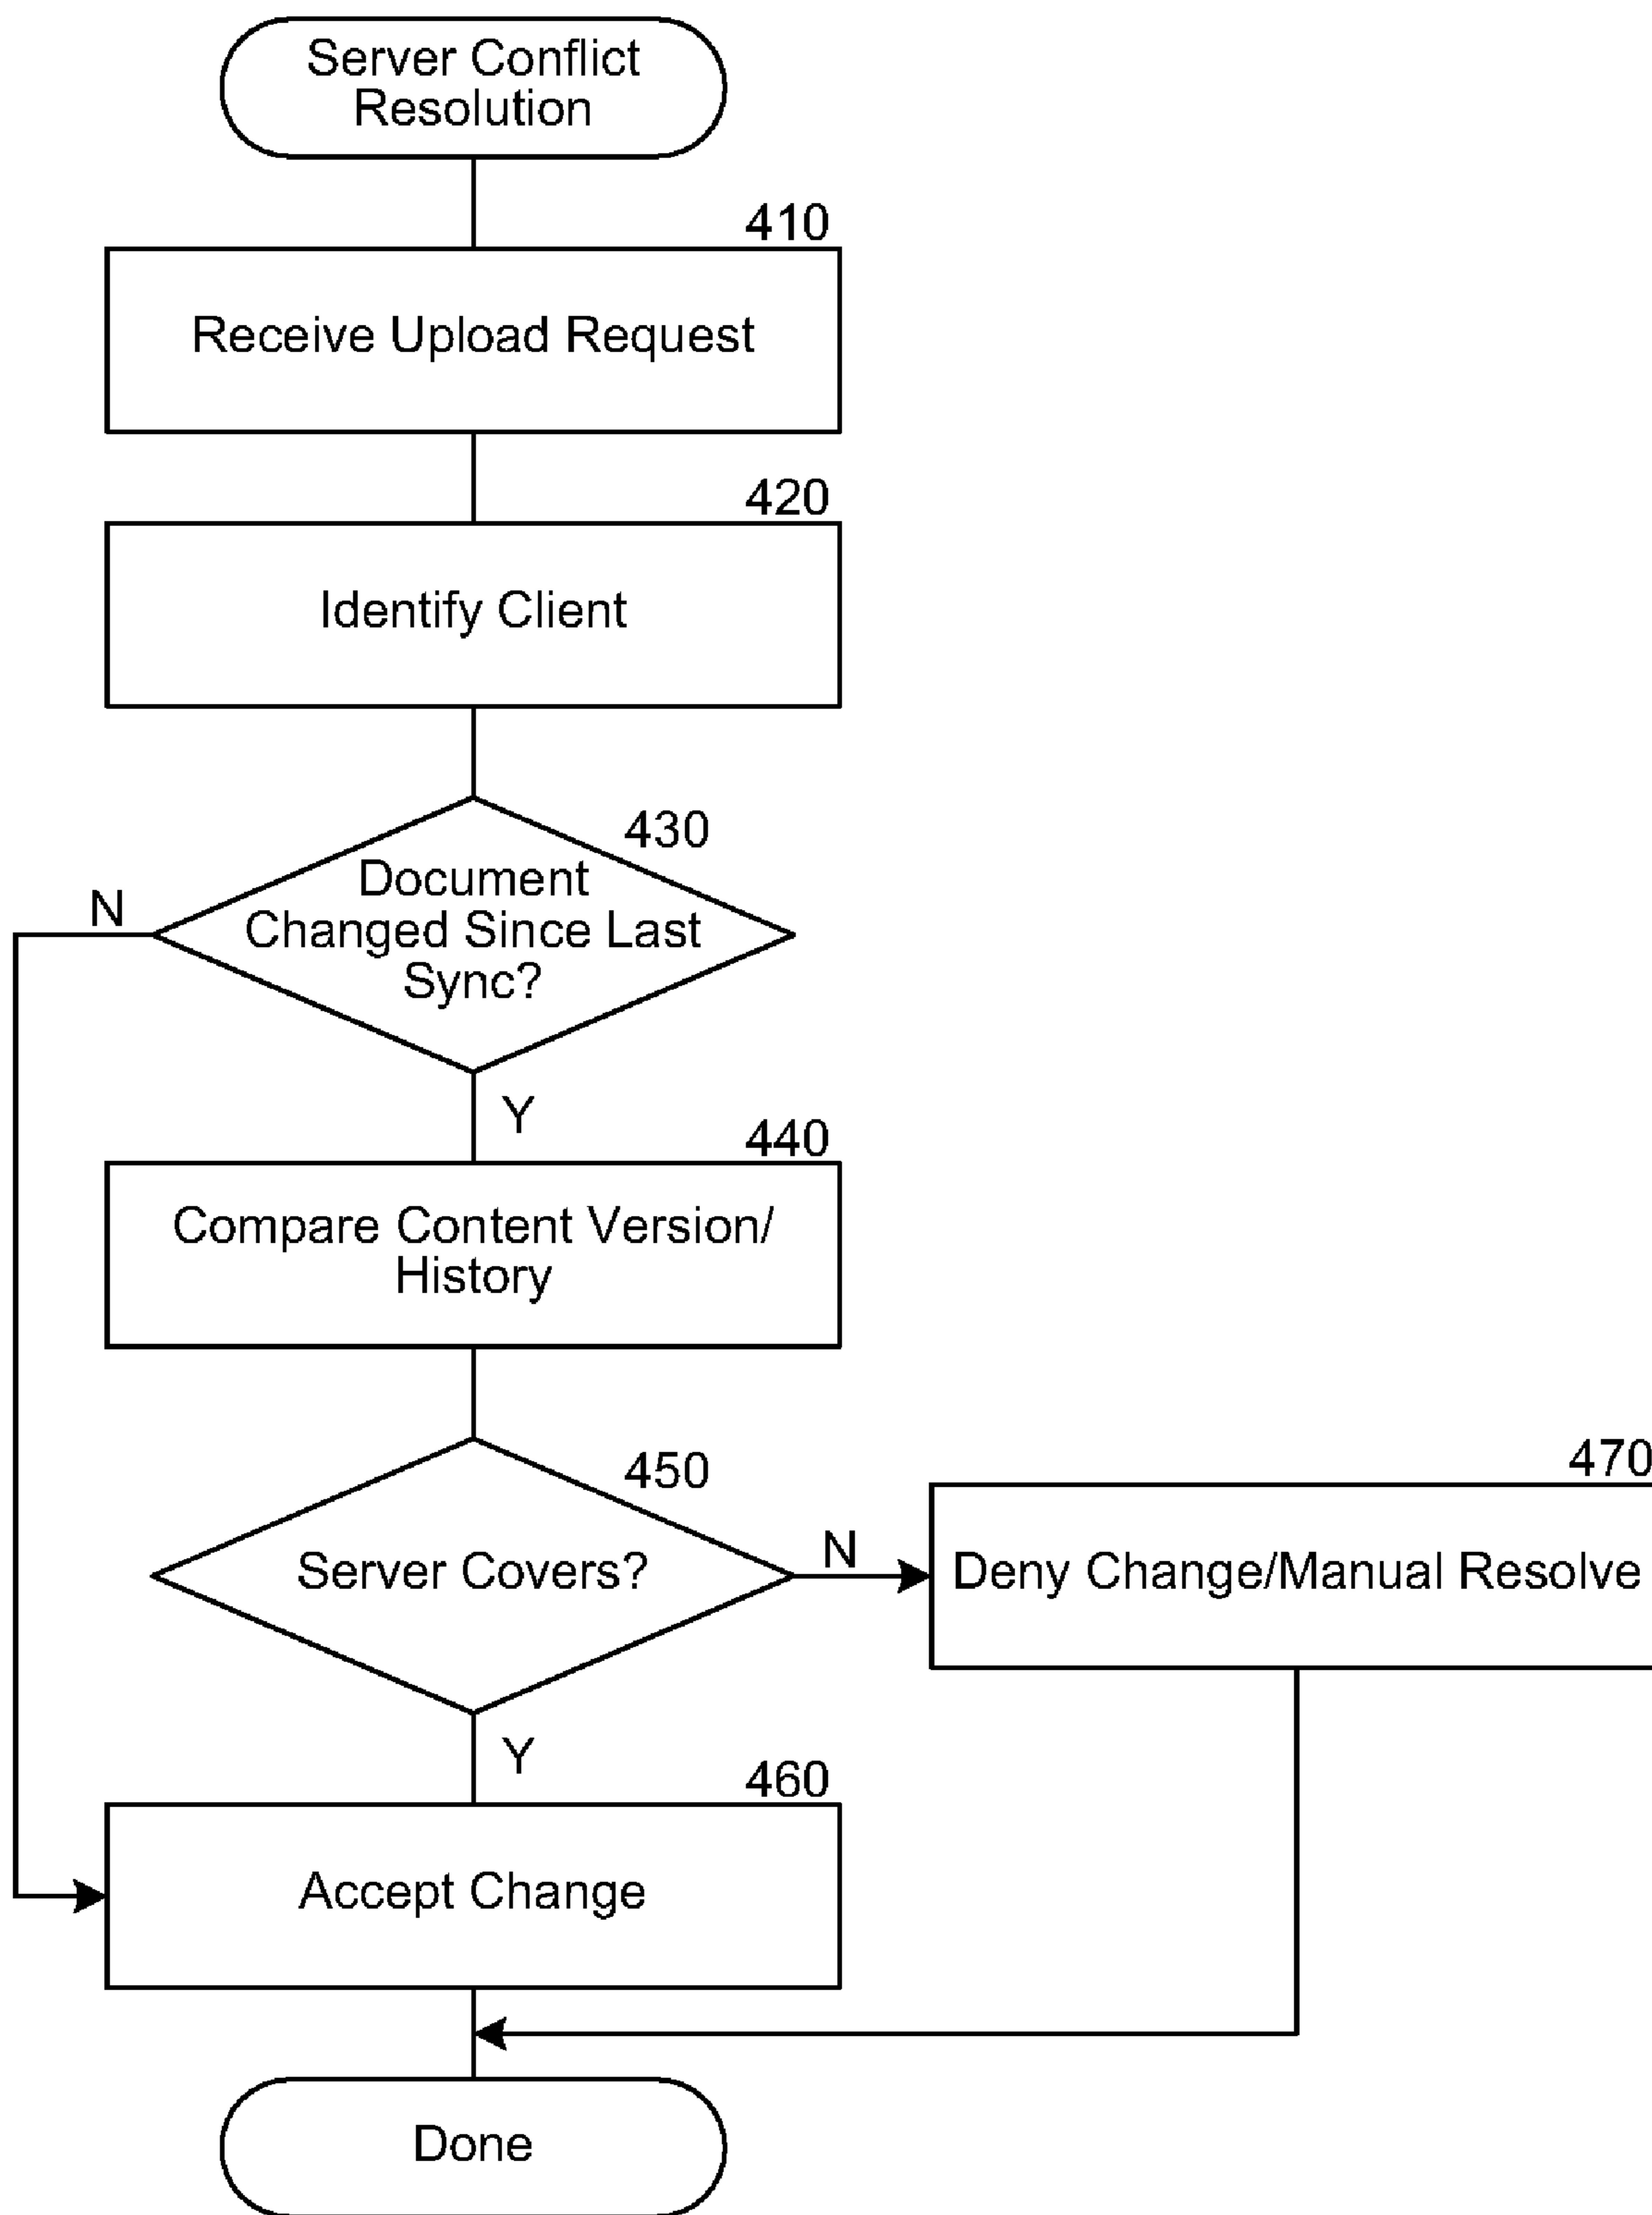 Server Conflict
Resolution
410
Receive Upload Request
420
Identify Client
430
Document
Changed Since Last
Sync?
N
Y
440
Compare Content Version/
History
450
Server Covers?
N
470
Deny Change/Manual Resolve
Y
460
Accept Change
Done